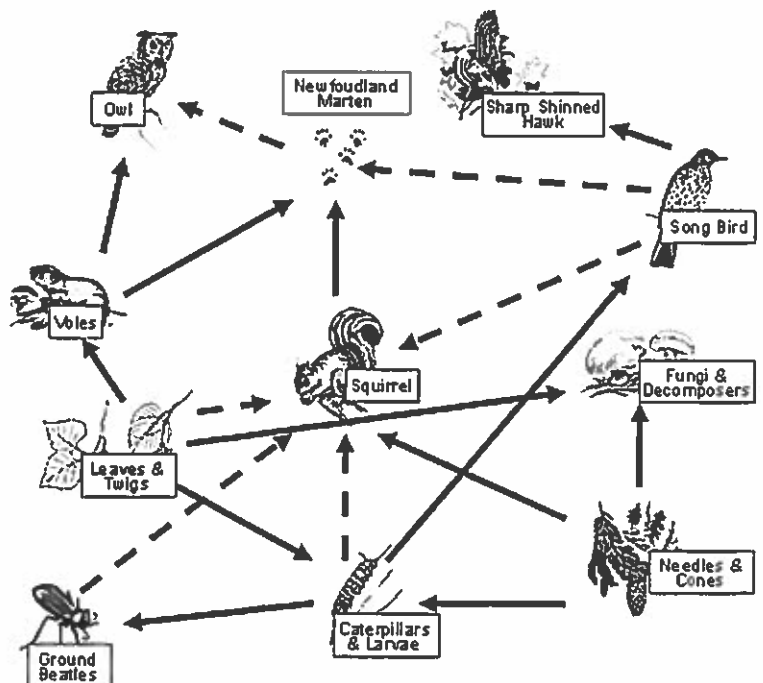 Newfoudland
Marten
Owl
Sharp Shinned
Hawk
Song Bird
Voles
Squirrel
Fungi &
Decomposers
Leaves &
Twigs
Needles &
Cones
Caterpillars
& Larvae
Ground
Beatles